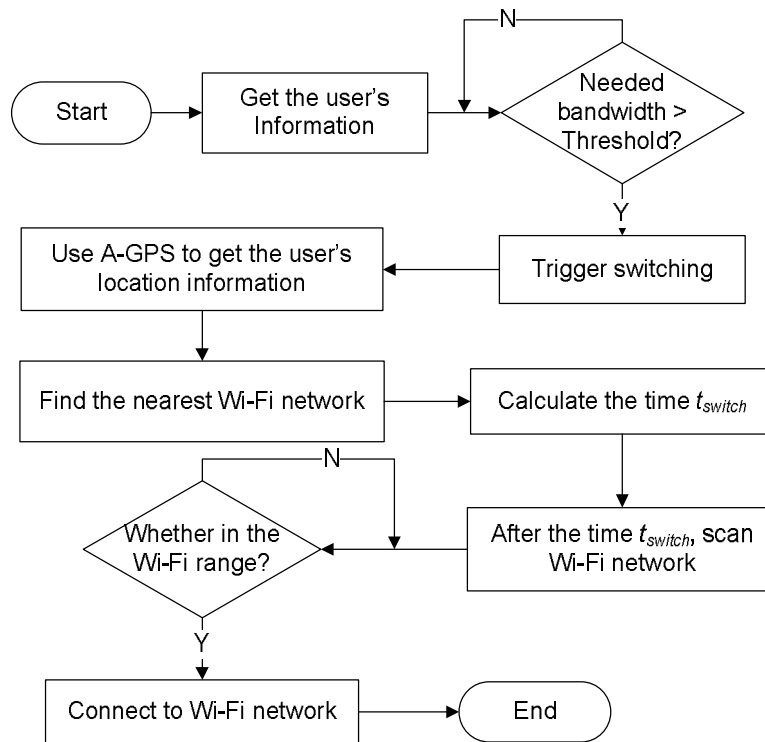 Start
Get the user's
Information
N
Needed
bandwidth >
Threshold?
Y
Trigger switching
Use A-GPS to get the user's
location information
Find the nearest Wi-Fi network
Calculate the time t_switch
After the time t_switch, scan
Wi-Fi network
N
Whether in the
Wi-Fi range?
Y
Connect to Wi-Fi network
End